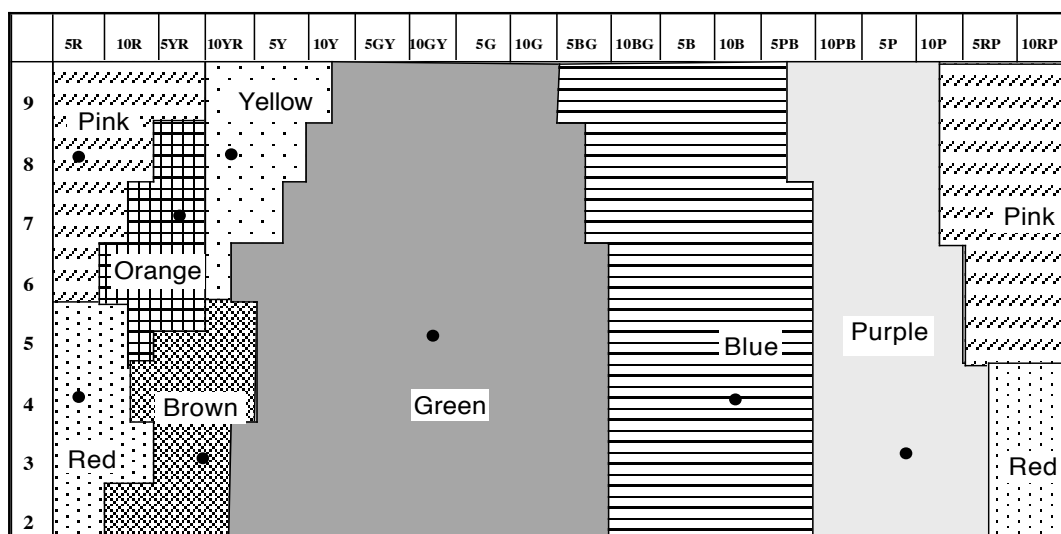 5R 10R 5YR 10YR 5Y 10Y 5GY 10GY 5G 10G 5BG 10BG 5B 10B 5PB 10PB 5P 10P 5RP 10RP
9
Yellow
Pink
8
7
Pink
Orange
6
5
Purple
Blue
4
Brown
Green
Red
3
Red
2